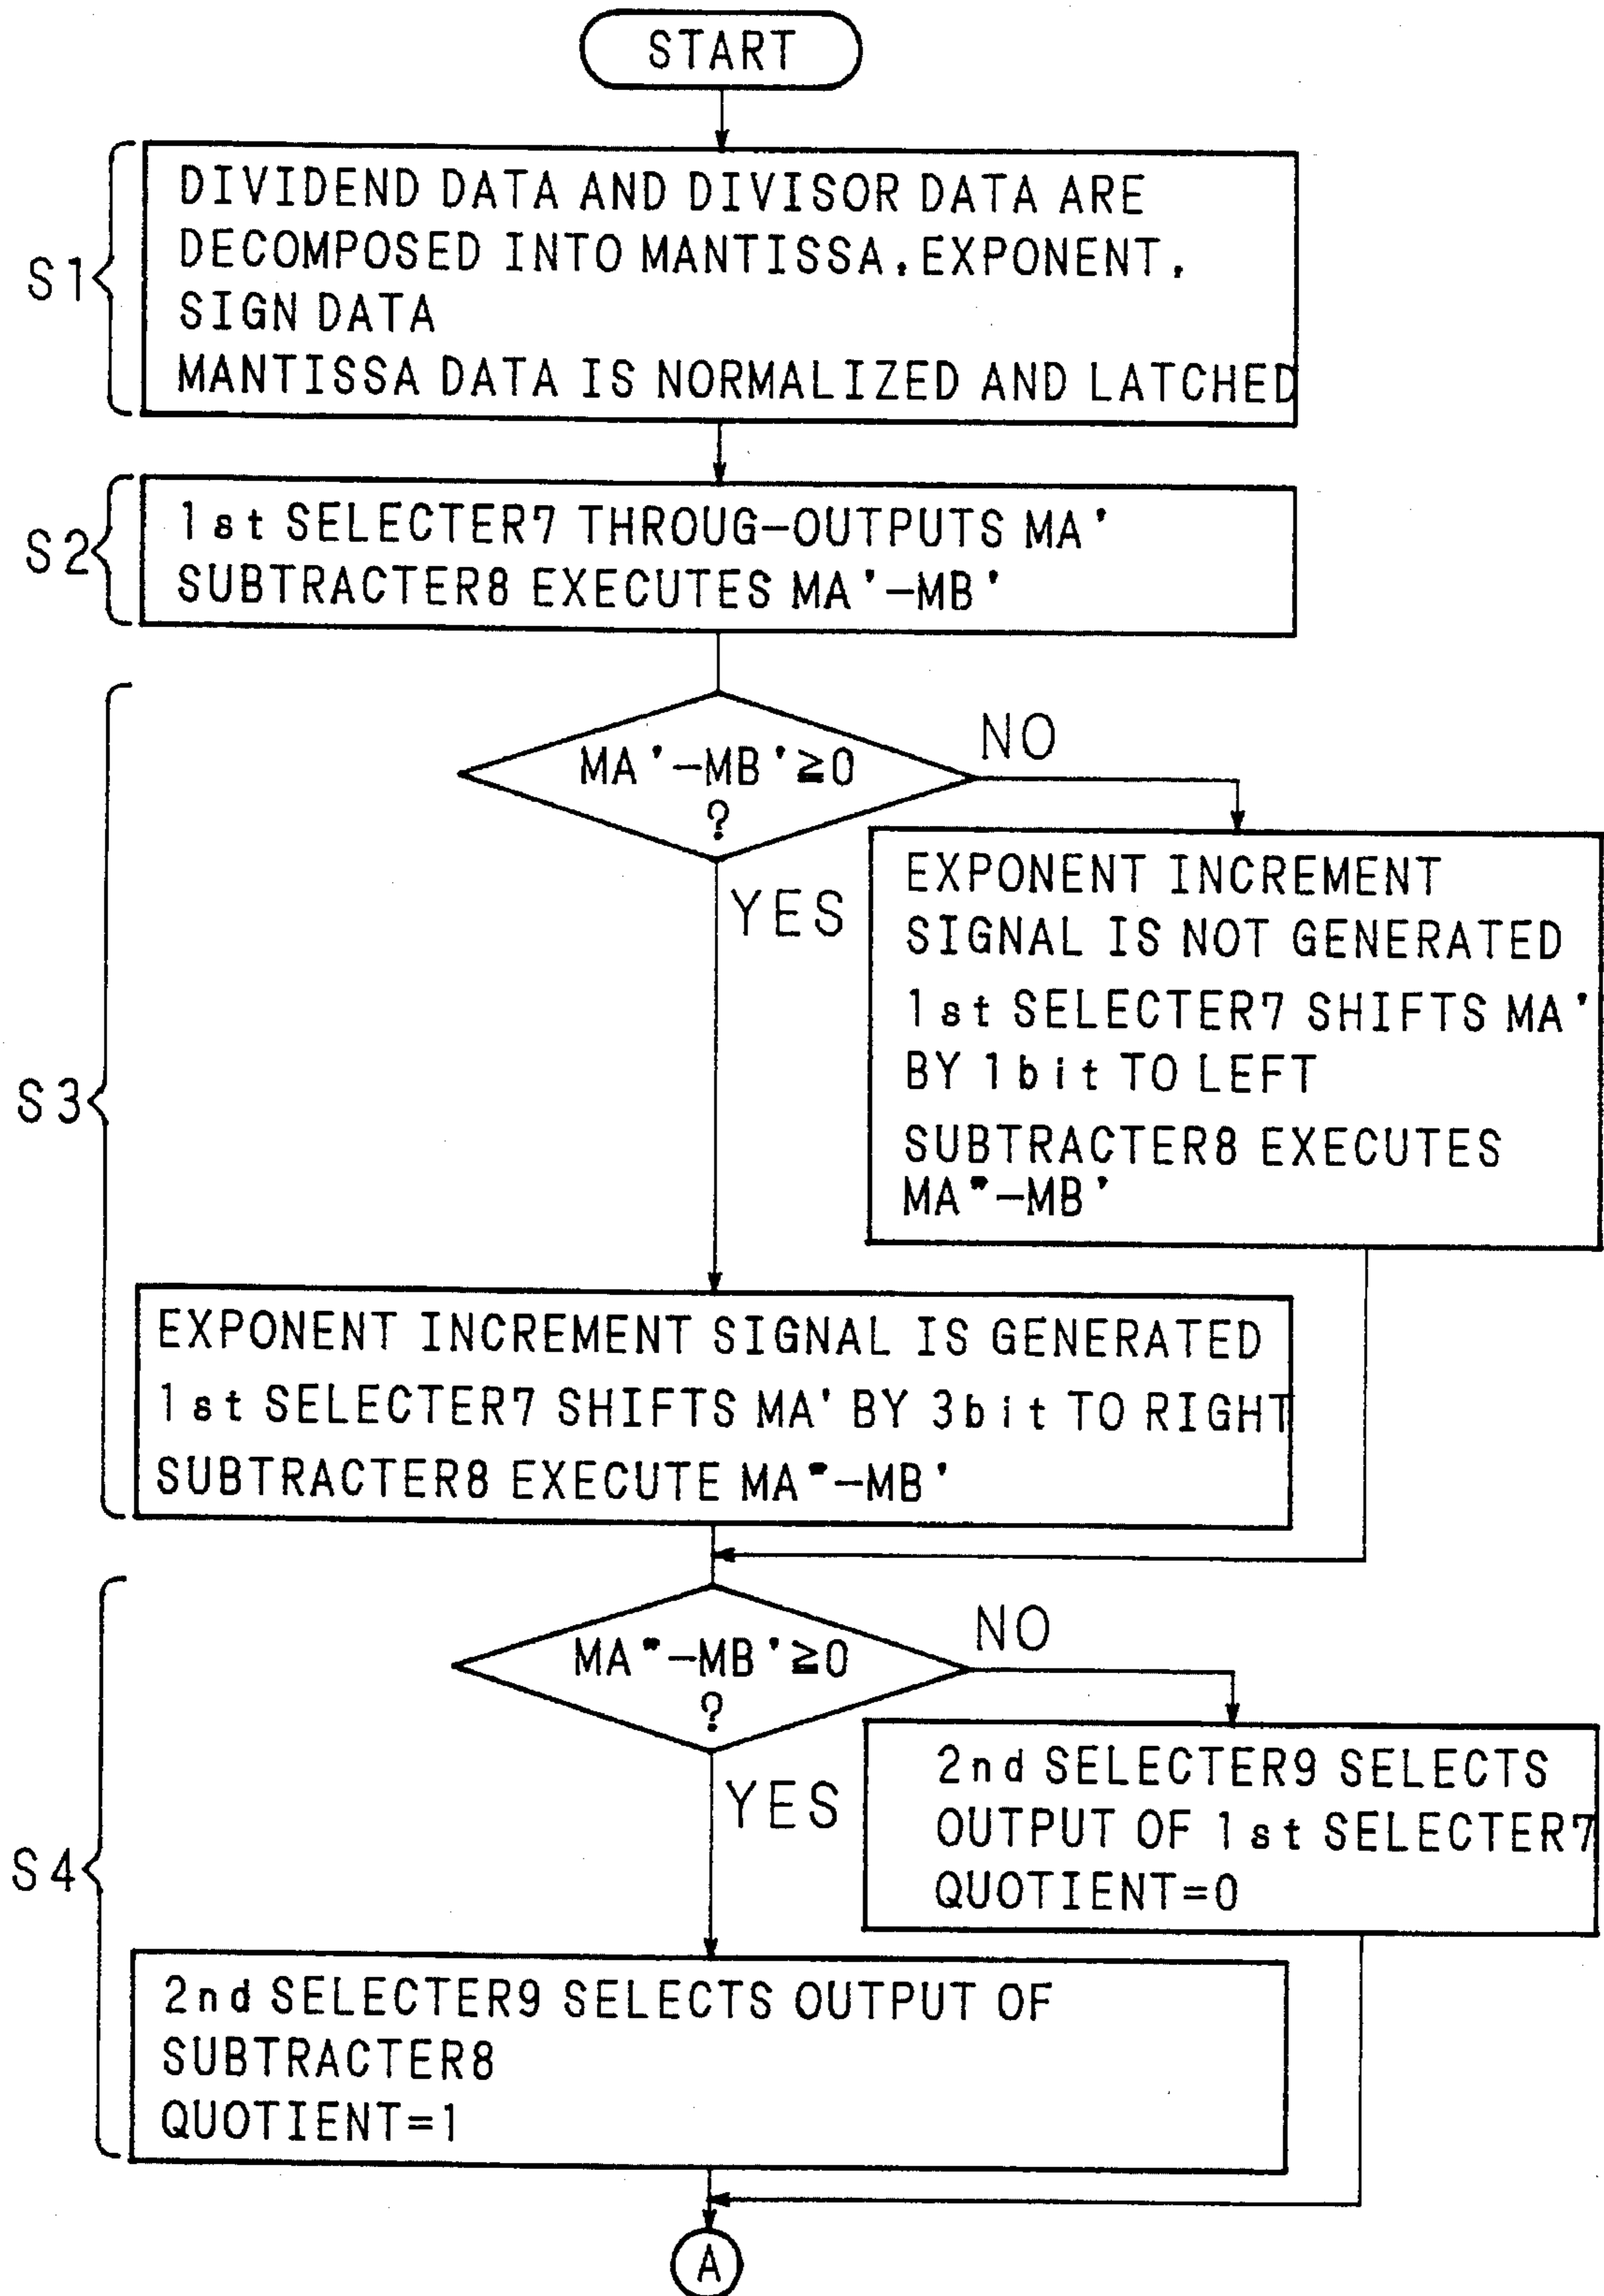 START
S1
DIVIDEND DATA AND DIVISOR DATA ARE
DECOMPOSED INTO MANTISSA.EXPONENT.
SIGN DATA
MANTISSA DATA IS NORMALIZED AND LATCHED
S2
1st SELECTER7 THROUG-OUTPUTS MA'
SUBTRACTER8 EXECUTES MA'-MB'
S3
MA'-MB'≧0
?
NO
YES
EXPONENT INCREMENT
SIGNAL IS NOT GENERATED
1st SELECTER7 SHIFTS MA'
BY 1bit TO LEFT
SUBTRACTER8 EXECUTES
MA"-MB'
EXPONENT INCREMENT SIGNAL IS GENERATED
1st SELECTER7 SHIFTS MA' BY 3bit TO RIGHT
SUBTRACTER8 EXECUTE MA"-MB'
S4
MA"-MB'≧0
?
NO
YES
2nd SELECTER9 SELECTS
OUTPUT OF 1st SELECTER7
QUOTIENT=0
2nd SELECTER9 SELECTS OUTPUT OF
SUBTRACTER8
QUOTIENT=1
A